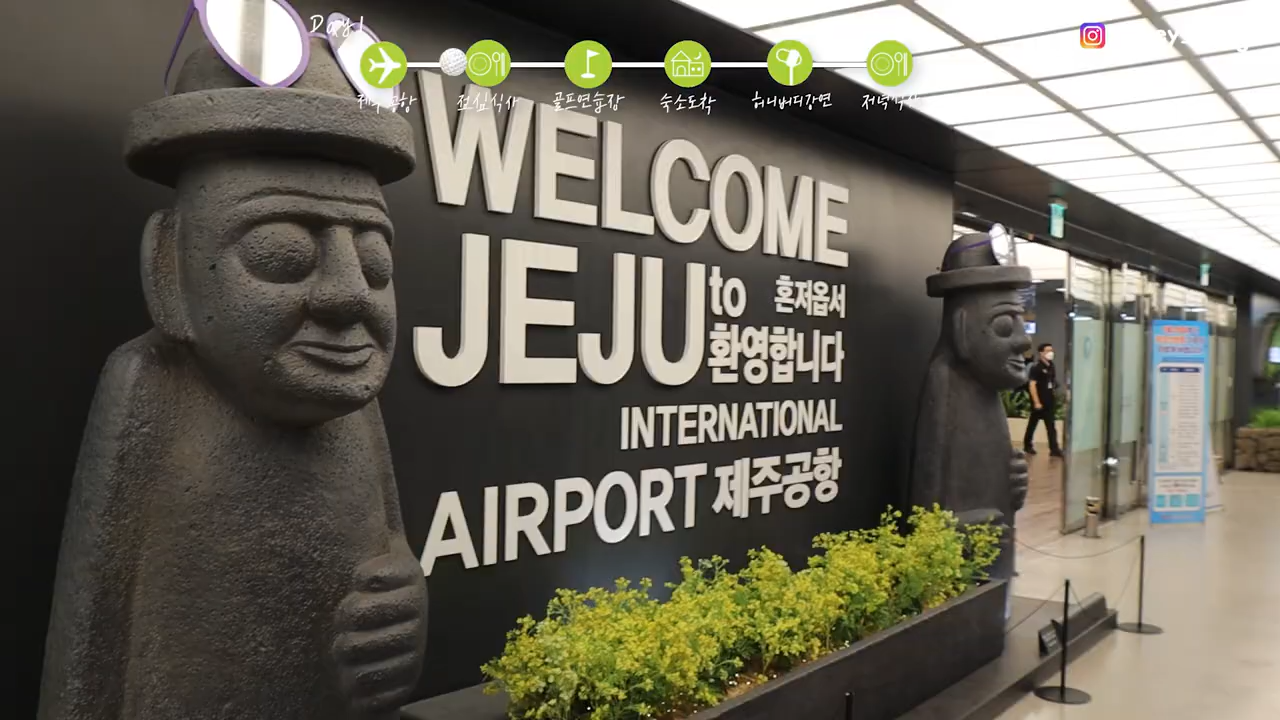 Day1
제주공항
점심식사
골프연습장
숙소도착
허니버디강연
저녁식사
WELCOME
JEJU to 혼저옵서
환영합니다
INTERNATIONAL
AIRPORT 제주공항